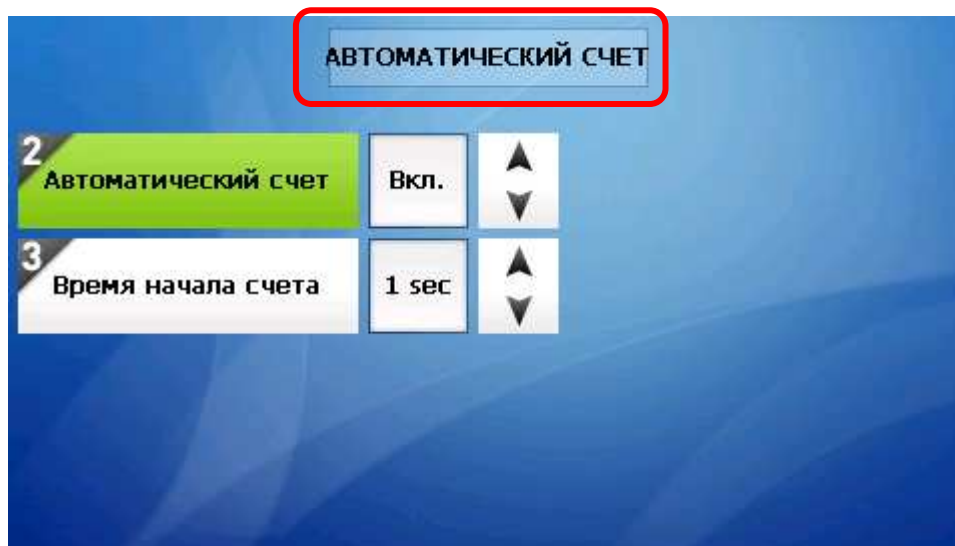 АВТОМАТИЧЕСКИЙ СЧЕТ
2
Автоматический счет
Вкл.
3
Время начала счета
1 sec